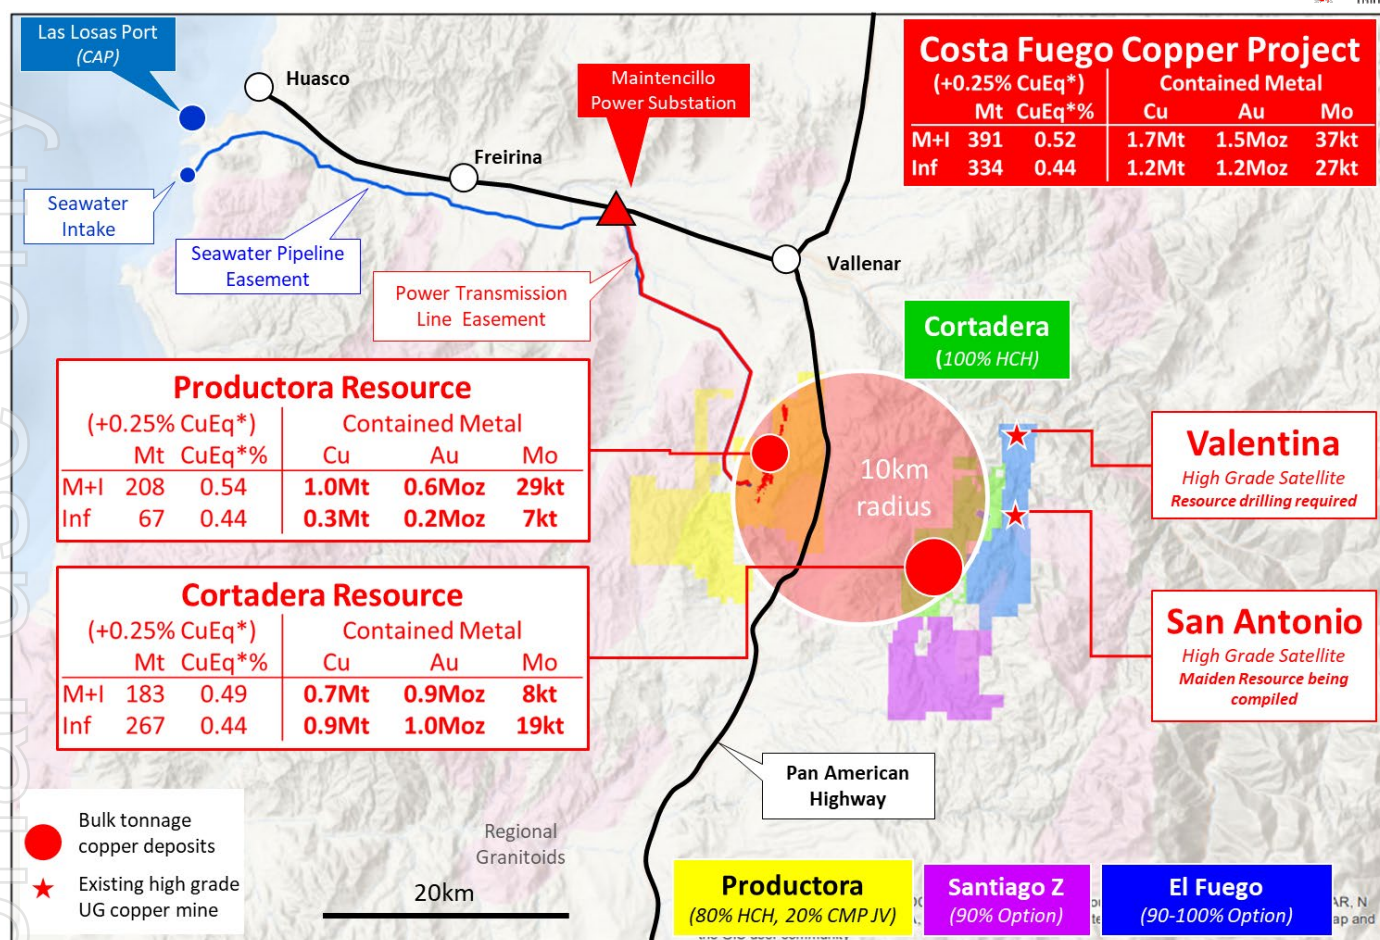 Las Losas Port
(CAP)
Huasco
Maintencillo
Power Substation
Costa Fuego Copper Project
(+0.25% CuEq*) Contained Metal
Mt CuEq*% Cu Au Mo
M+I 391 0.52 1.7Mt 1.5Moz 37kt
Inf 334 0.44 1.2Mt 1.2Moz 27kt
Freirina
Seawater
Intake
Seawater Pipeline
Easement
Vallenar
Power Transmission
Line Easement
Cortadera
(100% HCH)
Productora Resource
(+0.25% CuEq*) Contained Metal
Mt CuEq*% Cu Au Mo
M+I 208 0.54 1.0Mt 0.6Moz 29kt
Inf 67 0.44 0.3Mt 0.2Moz 7kt
10km
radius
Valentina
High Grade Satellite
Resource drilling required
Cortadera Resource
(+0.25% CuEq*) Contained Metal
Mt CuEq*% Cu Au Mo
M+I 183 0.49 0.7Mt 0.9Moz 8kt
Inf 267 0.44 0.9Mt 1.0Moz 19kt
San Antonio
High Grade Satellite
Maiden Resource being
compiled
Pan American
Highway
Bulk tonnage
copper deposits
Existing high grade
UG copper mine
Regional
Granitoids
20km
Productora
(80% HCH, 20% CMP JV)
Santiago Z
(90% Option)
El Fuego
(90-100% Option)